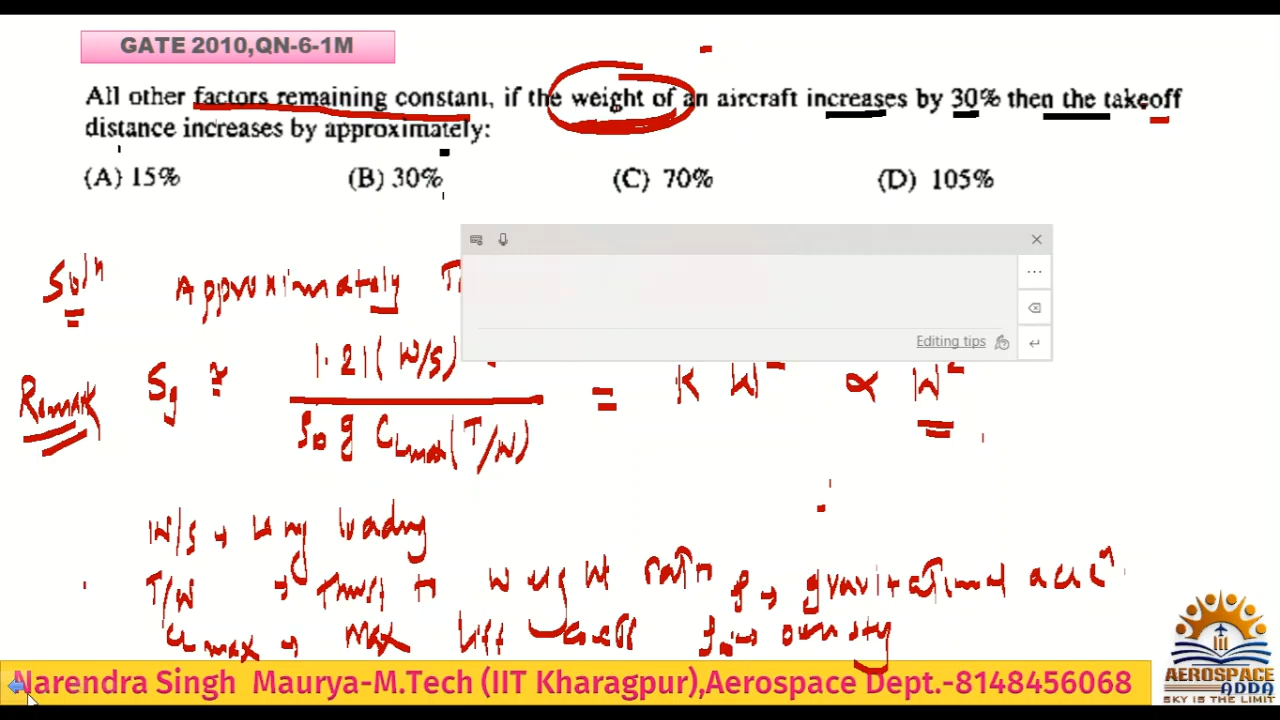 GATE 2010,QN-6-1M
All other factors remaining constant, if the weight of an aircraft increases by 30% then the takeoff
distance increases by approximately:
(A) 15% (B) 30% (C) 70% (D) 105%
Soln Approximately
Editing tips
Remark Sg ≈ 1.21(W/S) / ρ∞ g CLmax(T/W) = K W² ∝ W²
W/S → wing loading
T/W → Thrust to weight ratio g → gravitational accn
CLmax → Max lift coeff ρ∞ → density
Narendra Singh Maurya-M.Tech (IIT Kharagpur),Aerospace Dept.-8148456068
AEROSPACE
ADDA
SKY IS THE LIMIT